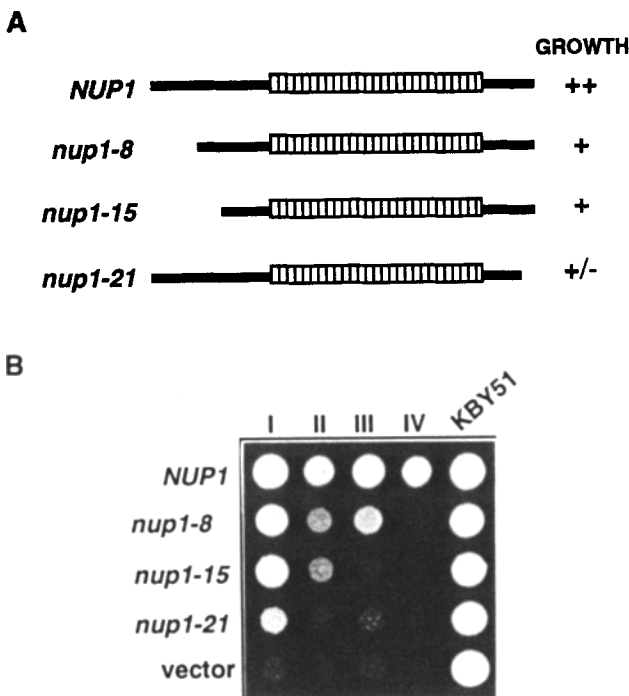 A
GROWTH
NUP1 ++
nup1-8 +
nup1-15 +
nup1-21 +/-
B
I II III IV KBY51
NUP1
nup1-8
nup1-15
nup1-21
vector